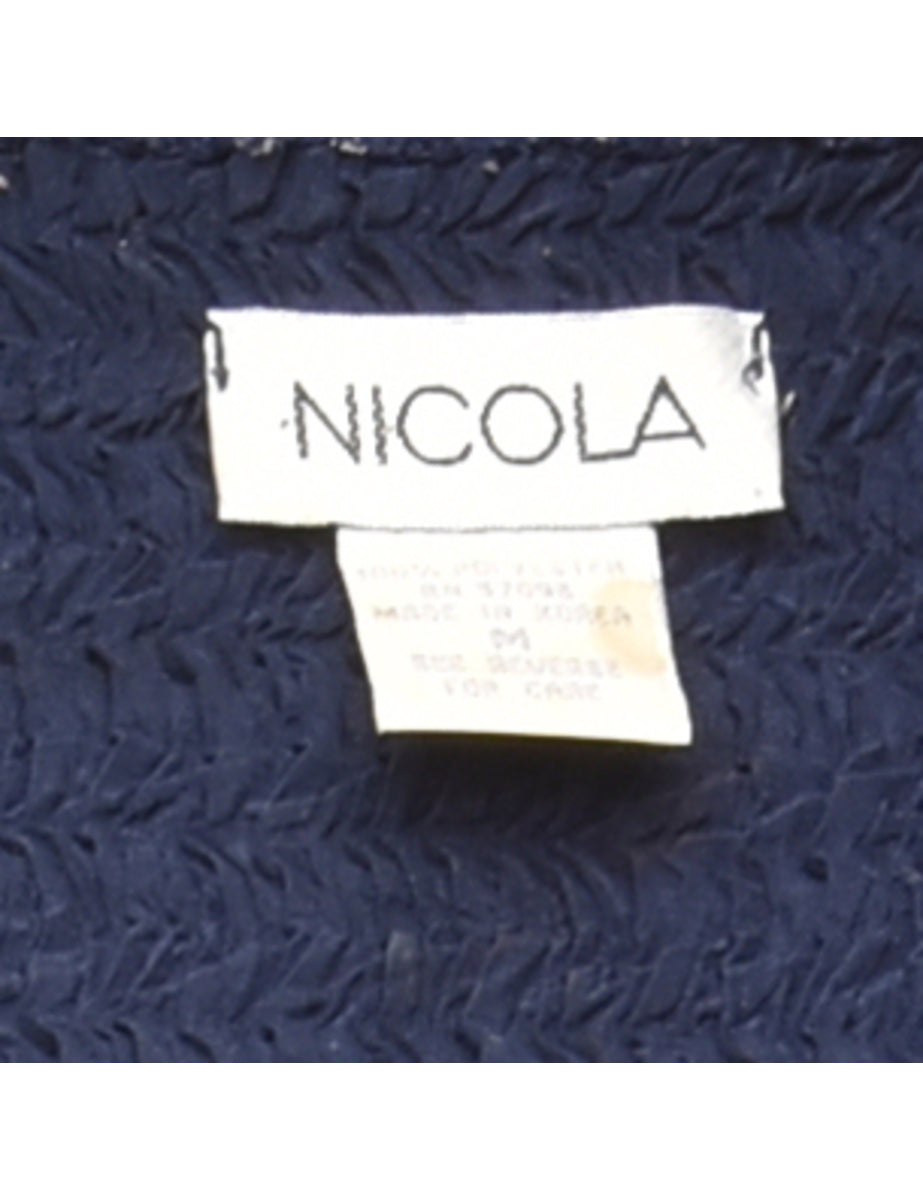 NICOLA
100% POLYESTER
RN 57098
MADE IN KOREA
M
SEE REVERSE
FOR CARE